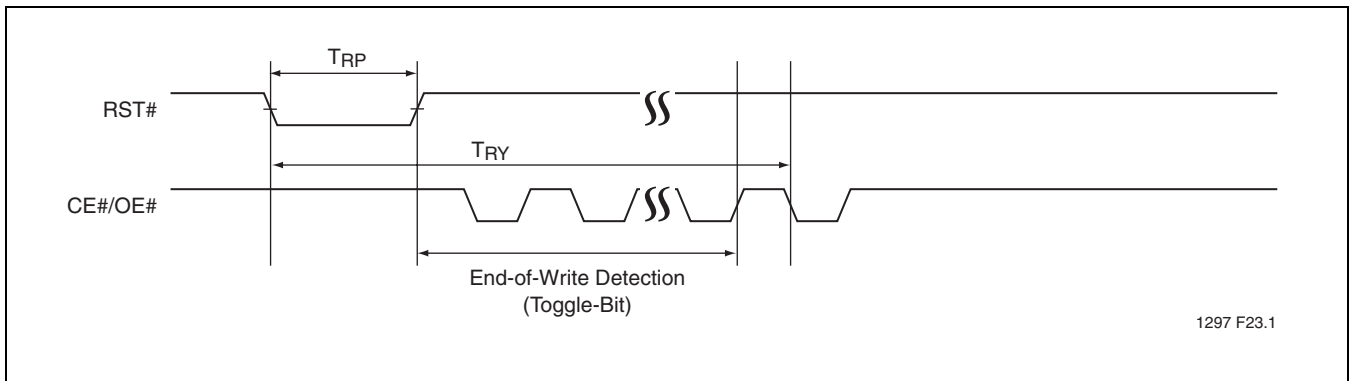 TRP
RST#
TRY
CE#/OE#
End-of-Write Detection
(Toggle-Bit)
1297 F23.1